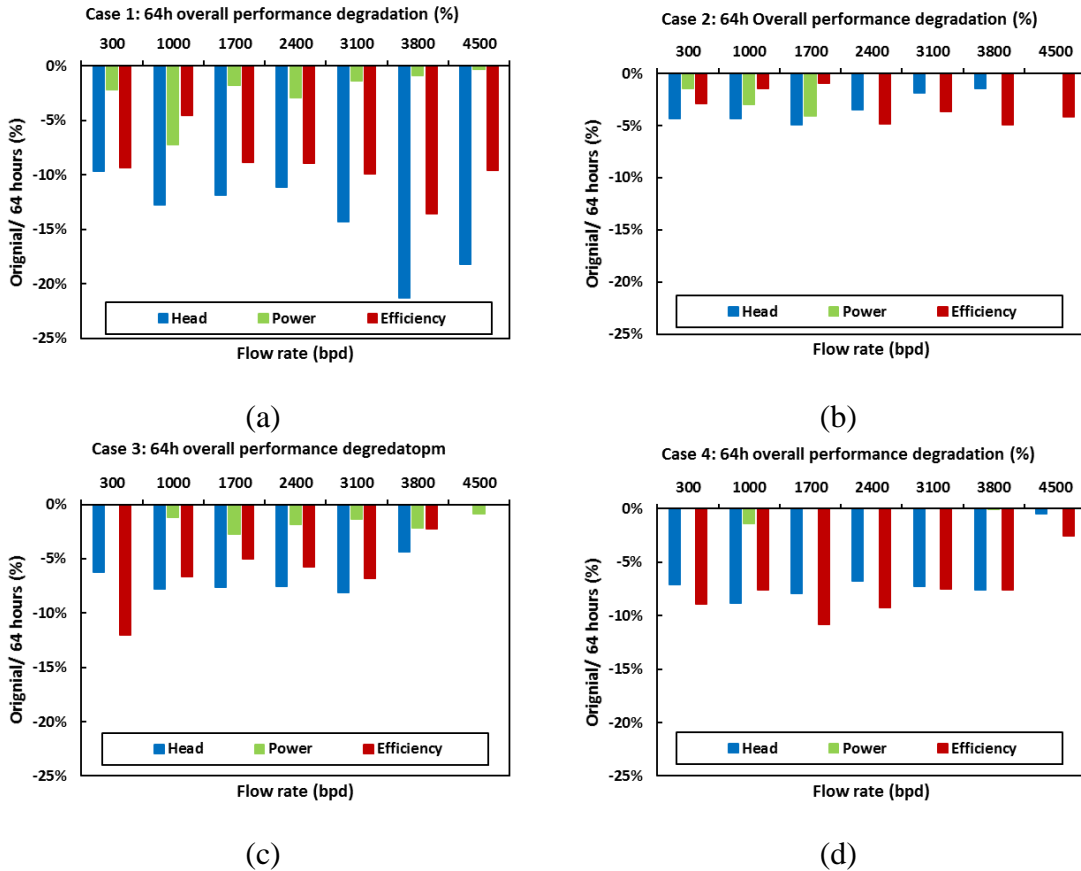 Case 1: 64h overall performance degradation (%)
300 1000 1700 2400 3100 3800 4500
0%
-5%
-10%
-15%
-20%
-25%
Orignial/ 64 hours (%)
Head Power Efficiency
Flow rate (bpd)
(a)
Case 2: 64h Overall performance degradation (%)
300 1000 1700 2400 3100 3800 4500
0%
-5%
-10%
-15%
-20%
-25%
Orignial/ 64 hours (%)
Head Power Efficiency
Flow rate (bpd)
(b)
Case 3: 64h overall performance degredatopm
300 1000 1700 2400 3100 3800 4500
0%
-5%
-10%
-15%
-20%
-25%
Orignial/ 64 hours (%)
Head Power Efficiency
Flow rate (bpd)
(c)
Case 4: 64h overall performance degradation (%)
300 1000 1700 2400 3100 3800 4500
0%
-5%
-10%
-15%
-20%
-25%
Orignial/ 64 hours (%)
Head Power Efficiency
Flow rate (bpd)
(d)